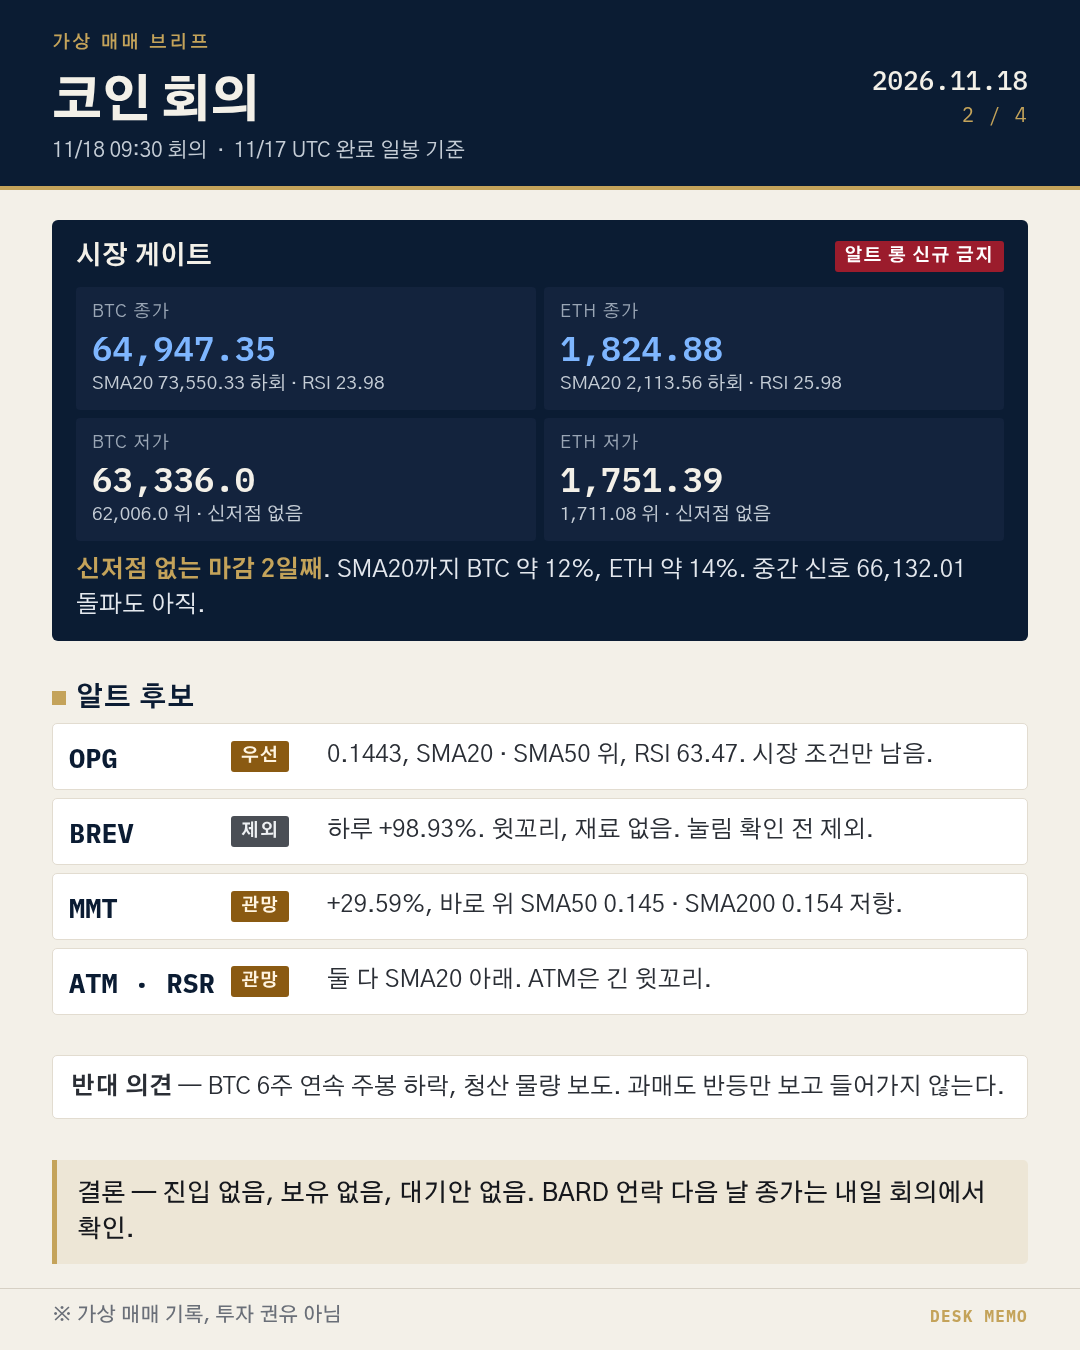 가상 매매 브리프
코인 회의
2026.11.18
2 / 4
11/18 09:30 회의 · 11/17 UTC 완료 일봉 기준
시장 게이트
알트 롱 신규 금지
BTC 종가
64,947.35
SMA20 73,550.33 하회 · RSI 23.98
ETH 종가
1,824.88
SMA20 2,113.56 하회 · RSI 25.98
BTC 저가
63,336.0
62,006.0 위 · 신저점 없음
ETH 저가
1,751.39
1,711.08 위 · 신저점 없음
신저점 없는 마감 2일째. SMA20까지 BTC 약 12%, ETH 약 14%. 중간 신호 66,132.01
돌파도 아직.
알트 후보
OPG 우선 0.1443, SMA20 · SMA50 위, RSI 63.47. 시장 조건만 남음.
BREV 제외 하루 +98.93%. 윗꼬리, 재료 없음. 눌림 확인 전 제외.
MMT 관망 +29.59%, 바로 위 SMA50 0.145 · SMA200 0.154 저항.
ATM · RSR 관망 둘 다 SMA20 아래. ATM은 긴 윗꼬리.
반대 의견 — BTC 6주 연속 주봉 하락, 청산 물량 보도. 과매도 반등만 보고 들어가지 않는다.
결론 — 진입 없음, 보유 없음, 대기안 없음. BARD 언락 다음 날 종가는 내일 회의에서
확인.
※ 가상 매매 기록, 투자 권유 아님
DESK MEMO